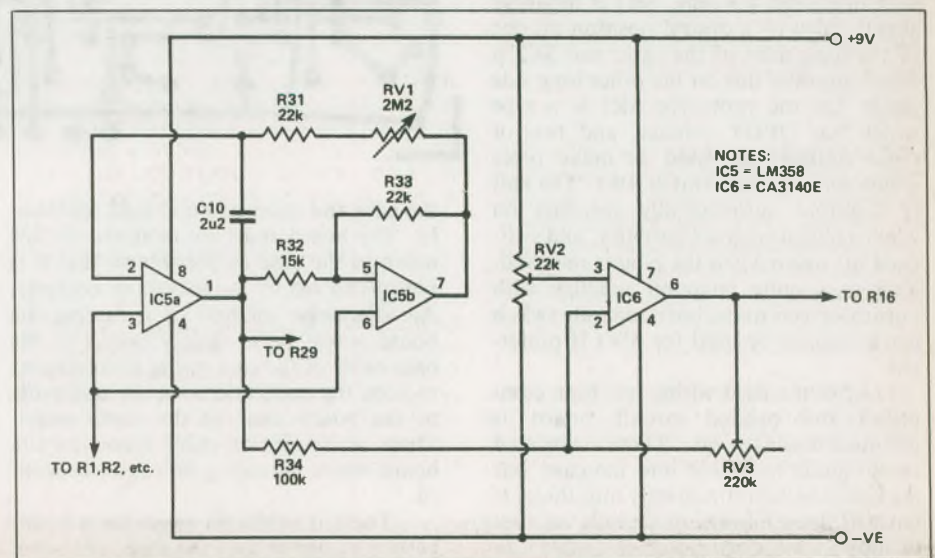 +9V
R31
22k
RV1
2M2
R33
22k
NOTES:
IC5 = LM358
IC6 = CA3140E
C10
2u2
R32
15k
RV2
22k
2
8
IC5a
3
4
5
7
IC5b
6
3
7
IC6
6
2
4
TO R16
TO R29
TO R1,R2, etc.
R34
100k
RV3
220k
–VE